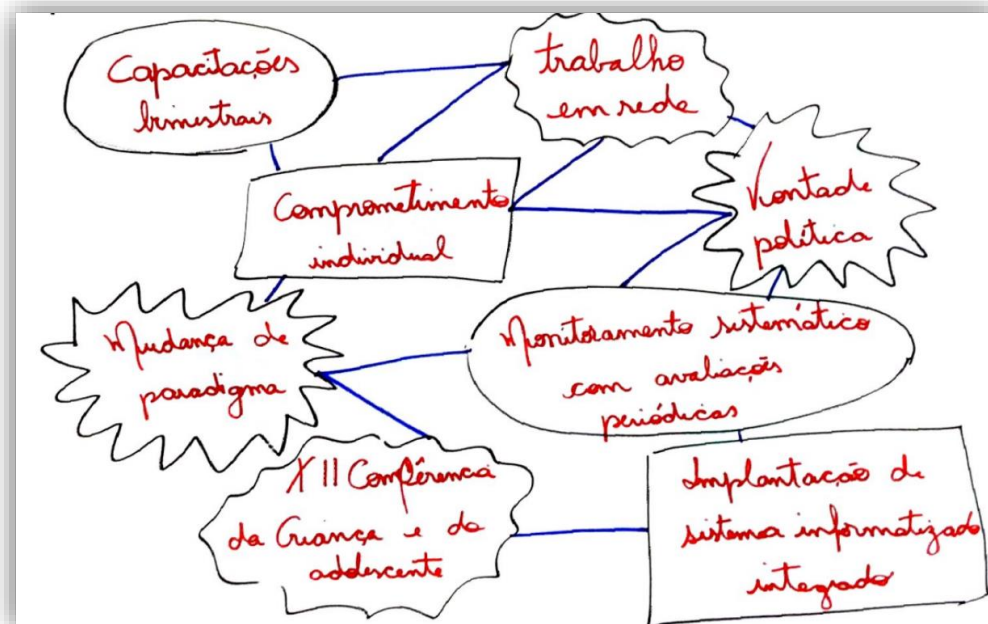 Capacitações
bimestrais
trabalho
em rede
Comprometimento
individual
Vontade
política
Mudança de
paradigma
Monitoramento sistemático
com avaliações
periódicas
XII Conferência
da Criança e do
adolescente
Implantação de
sistema informatizado
integrado